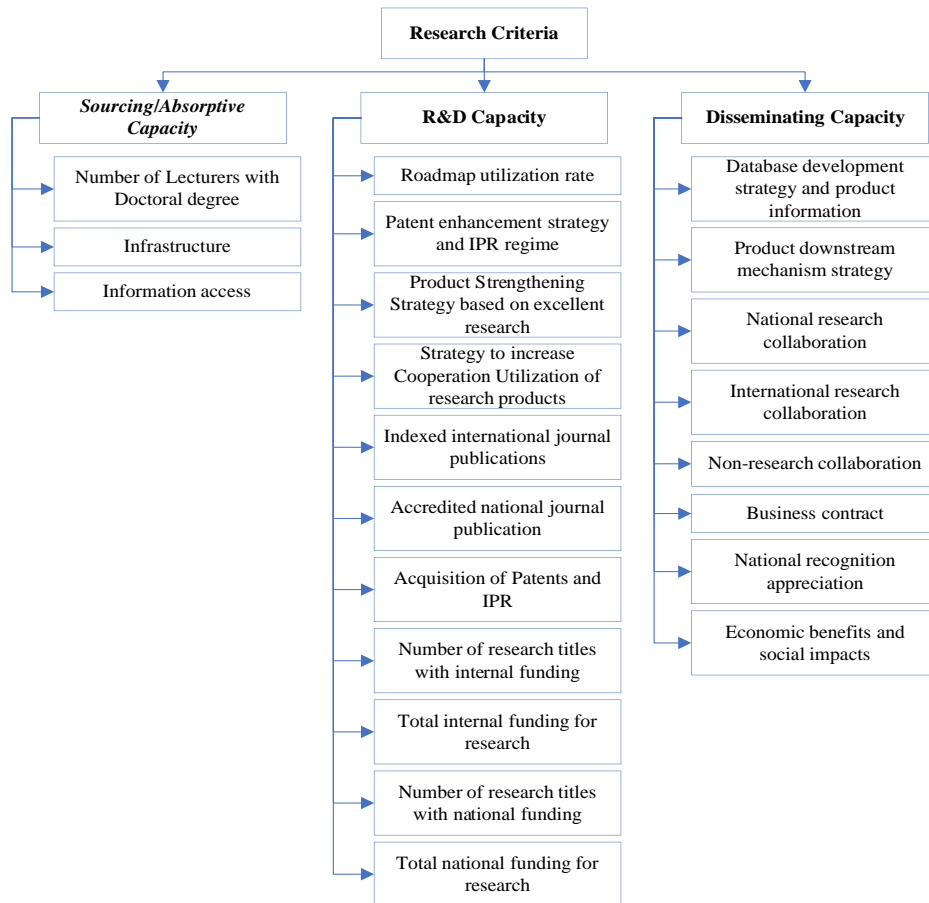 Research Criteria
Sourcing/Absorptive
Capacity
Number of Lecturers with
Doctoral degree
Infrastructure
Information access
R&D Capacity
Roadmap utilization rate
Patent enhancement strategy
and IPR regime
Product Strengthening
Strategy based on excellent
research
Strategy to increase
Cooperation Utilization of
research products
Indexed international journal
publications
Accredited national journal
publication
Acquisition of Patents and
IPR
Number of research titles
with internal funding
Total internal funding for
research
Number of research titles
with national funding
Total national funding for
research
Disseminating Capacity
Database development
strategy and product
information
Product downstream
mechanism strategy
National research
collaboration
International research
collaboration
Non-research collaboration
Business contract
National recognition
appreciation
Economic benefits and
social impacts